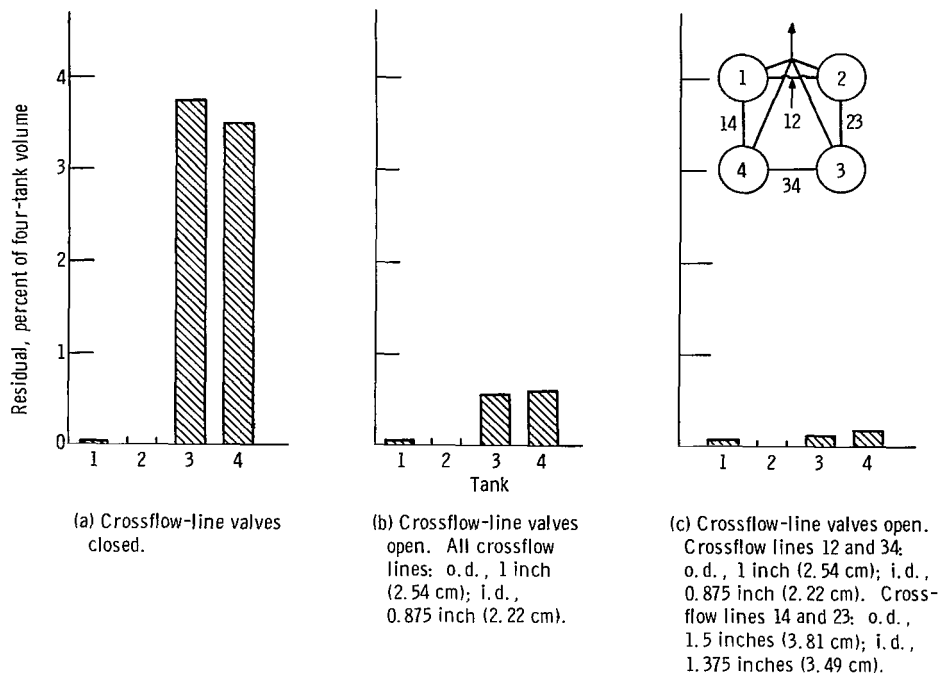 Residual, percent of four-tank volume
4
3
2
1
0
1 2 3 4
1 2 3 4
Tank
1 2 3 4
1
2
14
12
23
4
3
34
(a) Crossflow-line valves
closed.
(b) Crossflow-line valves
open. All crossflow
lines: o.d., 1 inch
(2.54 cm); i.d.,
0.875 inch (2.22 cm).
(c) Crossflow-line valves open.
Crossflow lines 12 and 34:
o.d., 1 inch (2.54 cm); i.d.,
0.875 inch (2.22 cm). Cross-
flow lines 14 and 23: o.d.,
1.5 inches (3.81 cm); i.d.,
1.375 inches (3.49 cm).